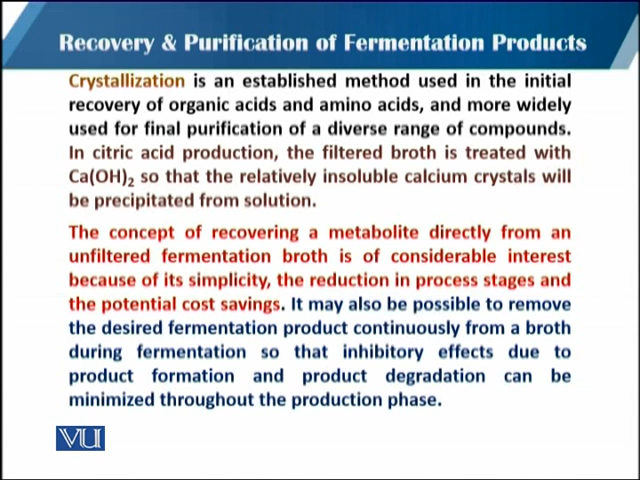 Recovery & Purification of Fermentation Products
Crystallization is an established method used in the initial
recovery of organic acids and amino acids, and more widely
used for final purification of a diverse range of compounds.
In citric acid production, the filtered broth is treated with
Ca(OH)₂ so that the relatively insoluble calcium crystals will
be precipitated from solution.
The concept of recovering a metabolite directly from an
unfiltered fermentation broth is of considerable interest
because of its simplicity, the reduction in process stages and
the potential cost savings. It may also be possible to remove
the desired fermentation product continuously from a broth
during fermentation so that inhibitory effects due to
product formation and product degradation can be
minimized throughout the production phase.
VU